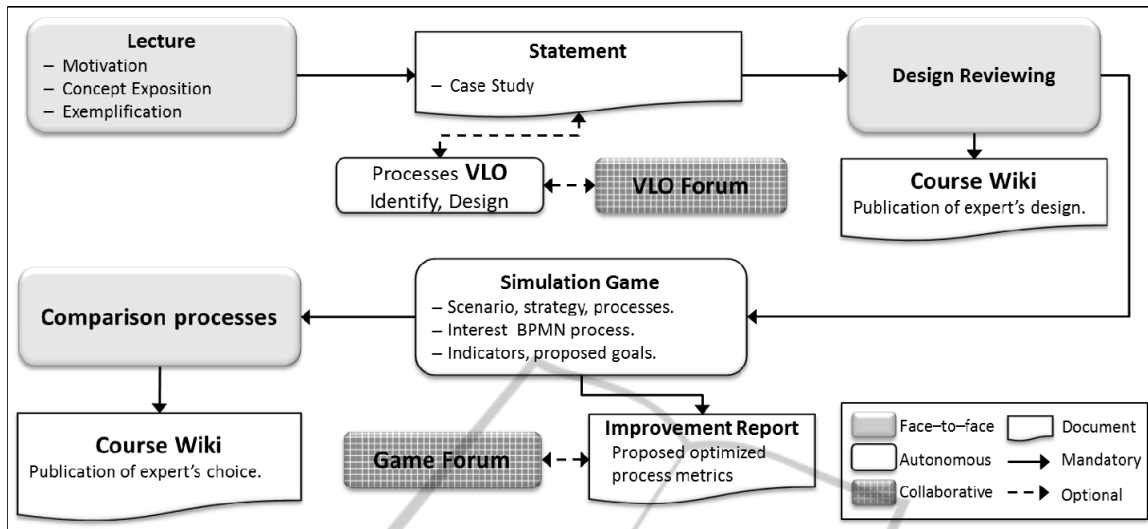 Lecture
– Motivation
– Concept Exposition
– Exemplification
Statement
– Case Study
Design Reviewing
Processes VLO
Identify, Design
VLO Forum
Course Wiki
Publication of expert's design.
Simulation Game
– Scenario, strategy, processes.
– Interest BPMN process.
– Indicators, proposed goals.
Comparison processes
Course Wiki
Publication of expert's choice.
Game Forum
Improvement Report
Proposed optimized
process metrics
Face–to–face
Document
Autonomous
Mandatory
Collaborative
Optional